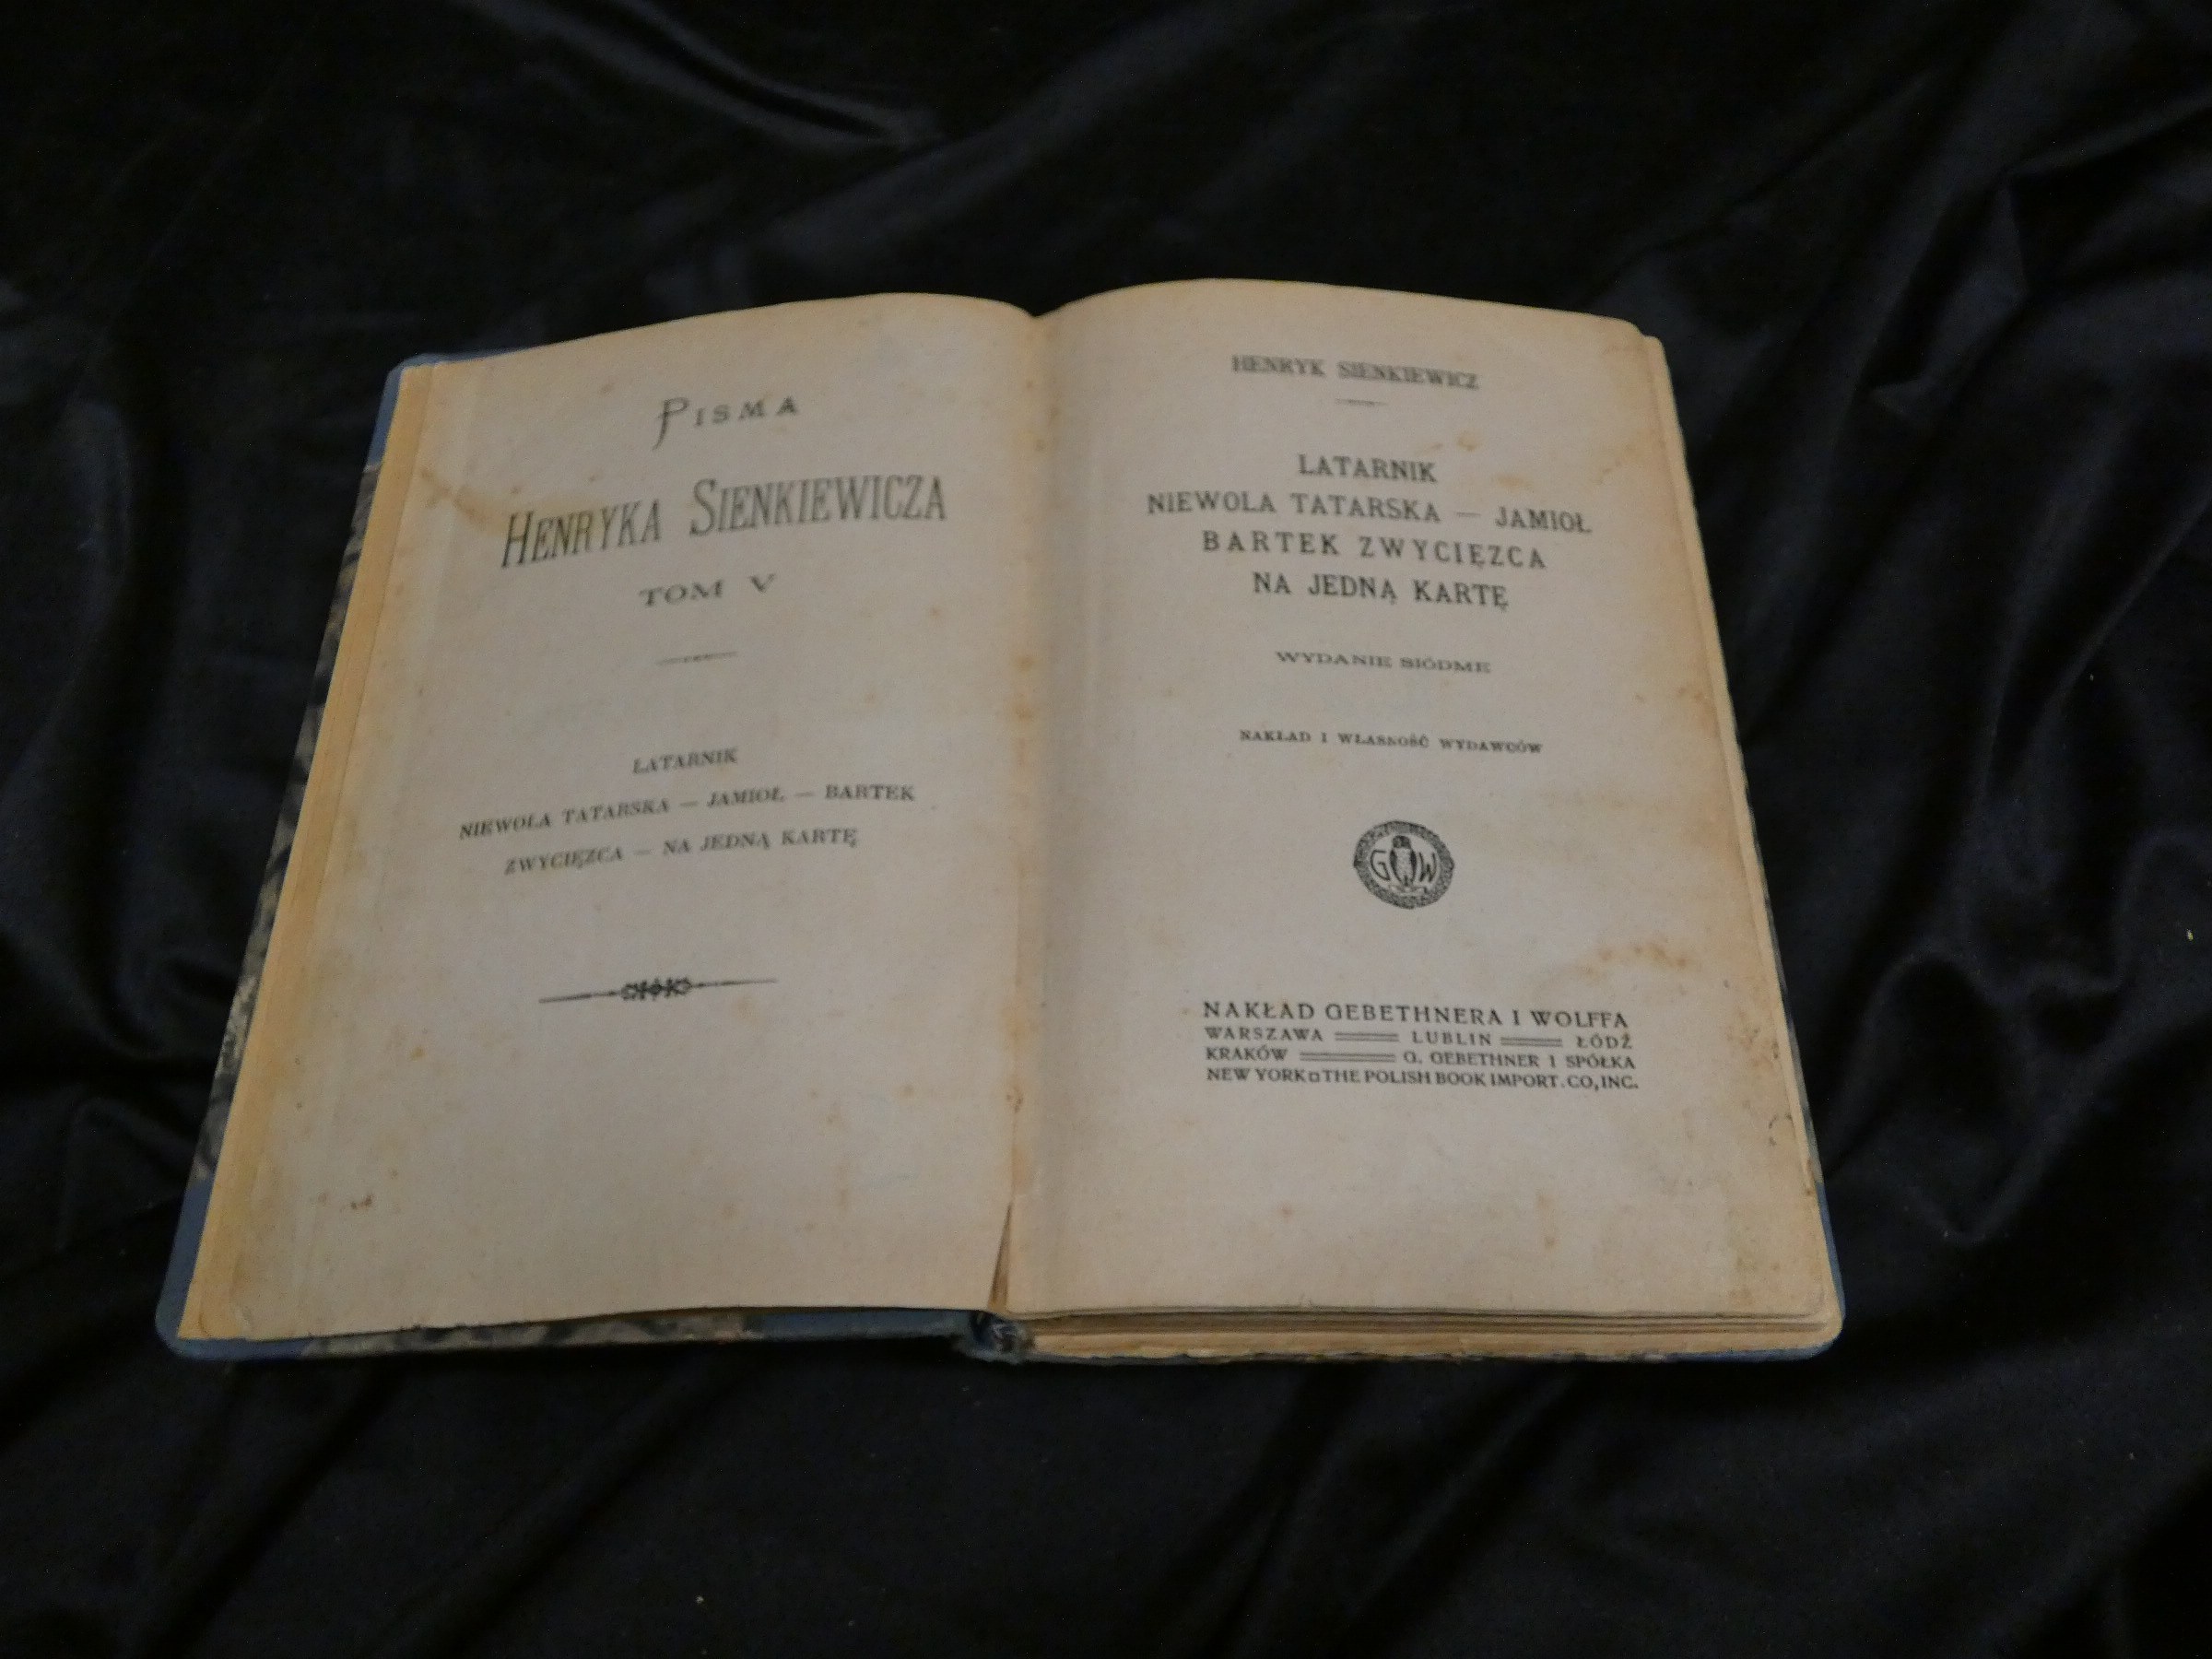 PISMA
HENRYKA SIENKIEWICZA
TOM V
LATARNIK
NIEWOLA TATARSKA — JAMIOŁ — BARTEK
ZWYCIĘZCA — NA JEDNĄ KARTĘ
HENRYK SIENKIEWICZ
LATARNIK
NIEWOLA TATARSKA — JAMIOŁ
BARTEK ZWYCIĘZCA
NA JEDNĄ KARTĘ
WYDANIE SIÓDME
NAKŁAD I WŁASNOŚĆ WYDAWCÓW
G W
NAKŁAD GEBETHNERA I WOLFFA
WARSZAWA LUBLIN ŁÓDŹ
KRAKÓW G. GEBETHNER I SPÓŁKA
NEW YORK THE POLISH BOOK IMPORT. CO, INC.